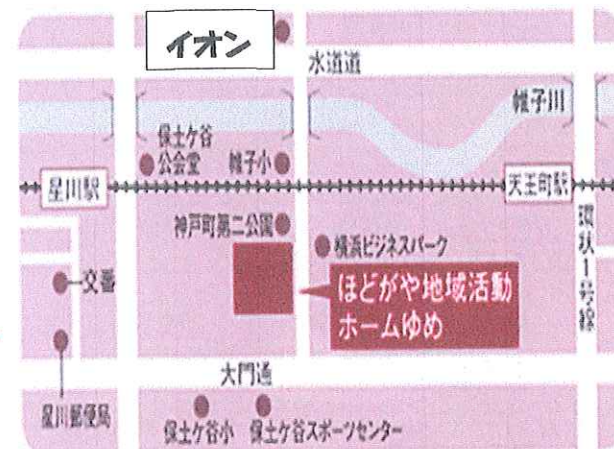 イオン
水道道
帷子川
保土ケ谷
公会堂
帷子小
星川駅
天王町駅
神戸町第二公園
横浜ビジネスパーク
環状1号線
交番
ほどがや地域活動
ホームゆめ
大門通
星川郵便局
保土ケ谷小
保土ケ谷スポーツセンター